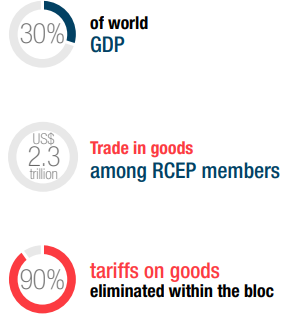 30%
of world
GDP
US$
2.3
trillion
Trade in goods
among RCEP members
90%
tariffs on goods
eliminated within the bloc